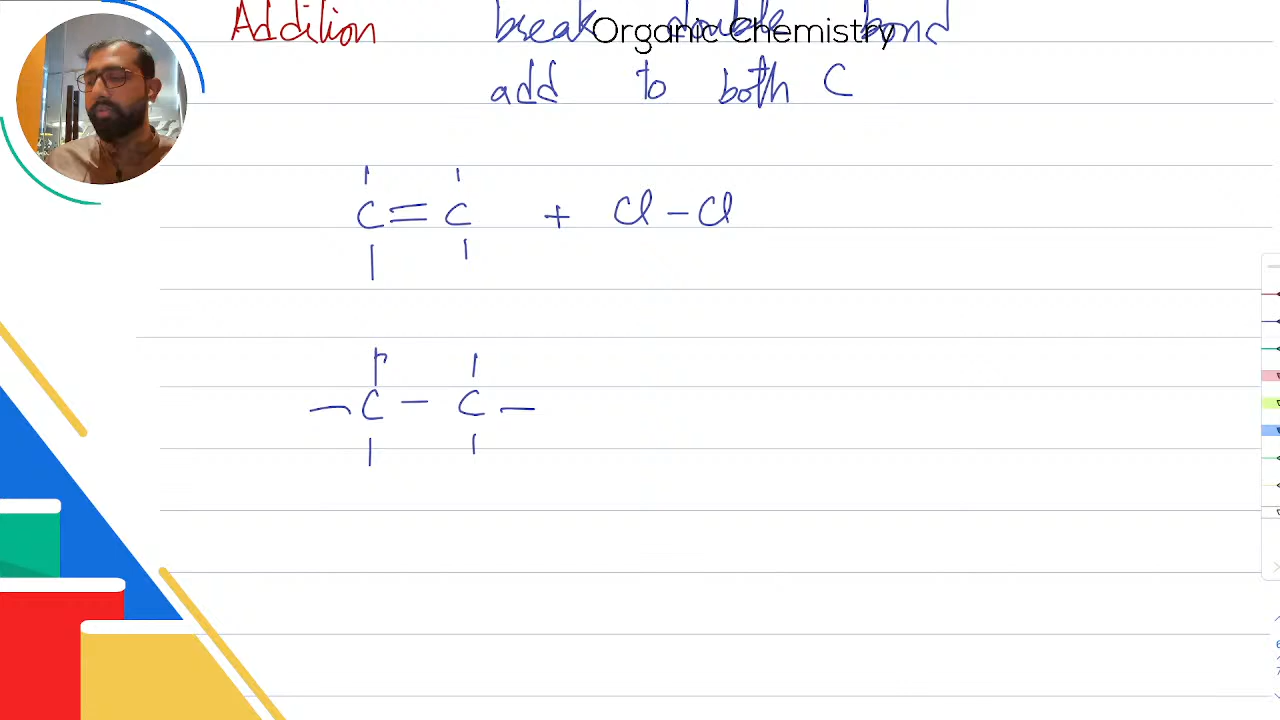 Addition break double bond
Organic Chemistry
add to both C
C = C + Cl - Cl
- C - C -